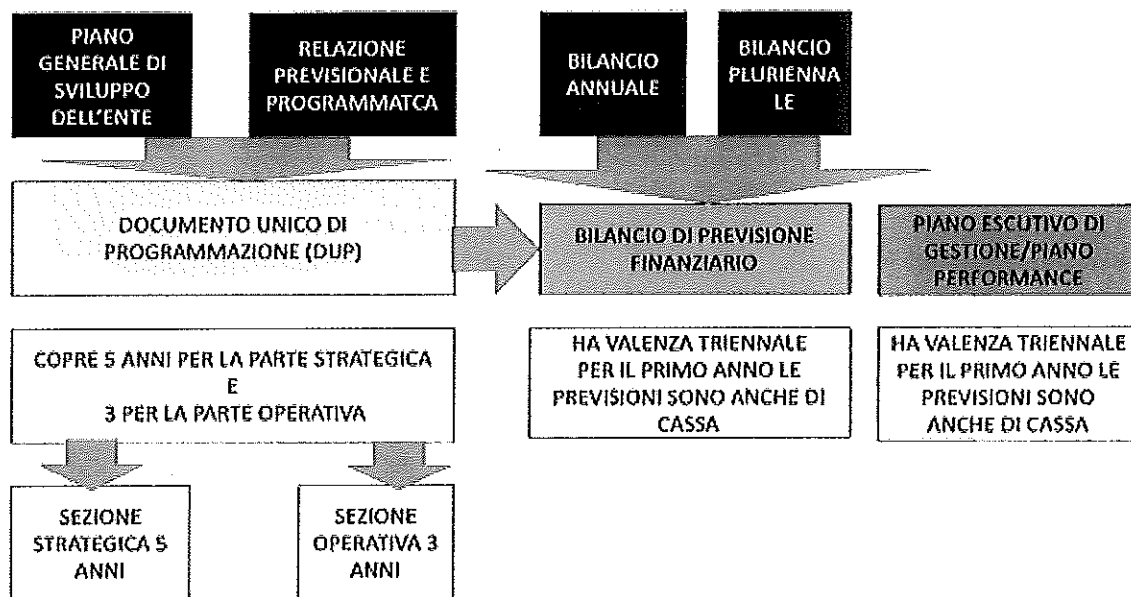 PIANO
GENERALE DI
SVILUPPO
DELL'ENTE
RELAZIONE
PREVISIONALE E
PROGRAMMATCA
BILANCIO
ANNUALE
BILANCIO
PLURIENNA
LE
DOCUMENTO UNICO DI
PROGRAMMAZIONE (DUP)
BILANCIO DI PREVISIONE
FINANZIARIO
PIANO ESCUTIVO DI
GESTIONE/PIANO
PERFORMANCE
COPRE 5 ANNI PER LA PARTE STRATEGICA
E
3 PER LA PARTE OPERATIVA
HA VALENZA TRIENNALE
PER IL PRIMO ANNO LE
PREVISIONI SONO ANCHE DI
CASSA
HA VALENZA TRIENNALE
PER IL PRIMO ANNO LE
PREVISIONI SONO
ANCHE DI CASSA
SEZIONE
STRATEGICA 5
ANNI
SEZIONE
OPERATIVA 3
ANNI